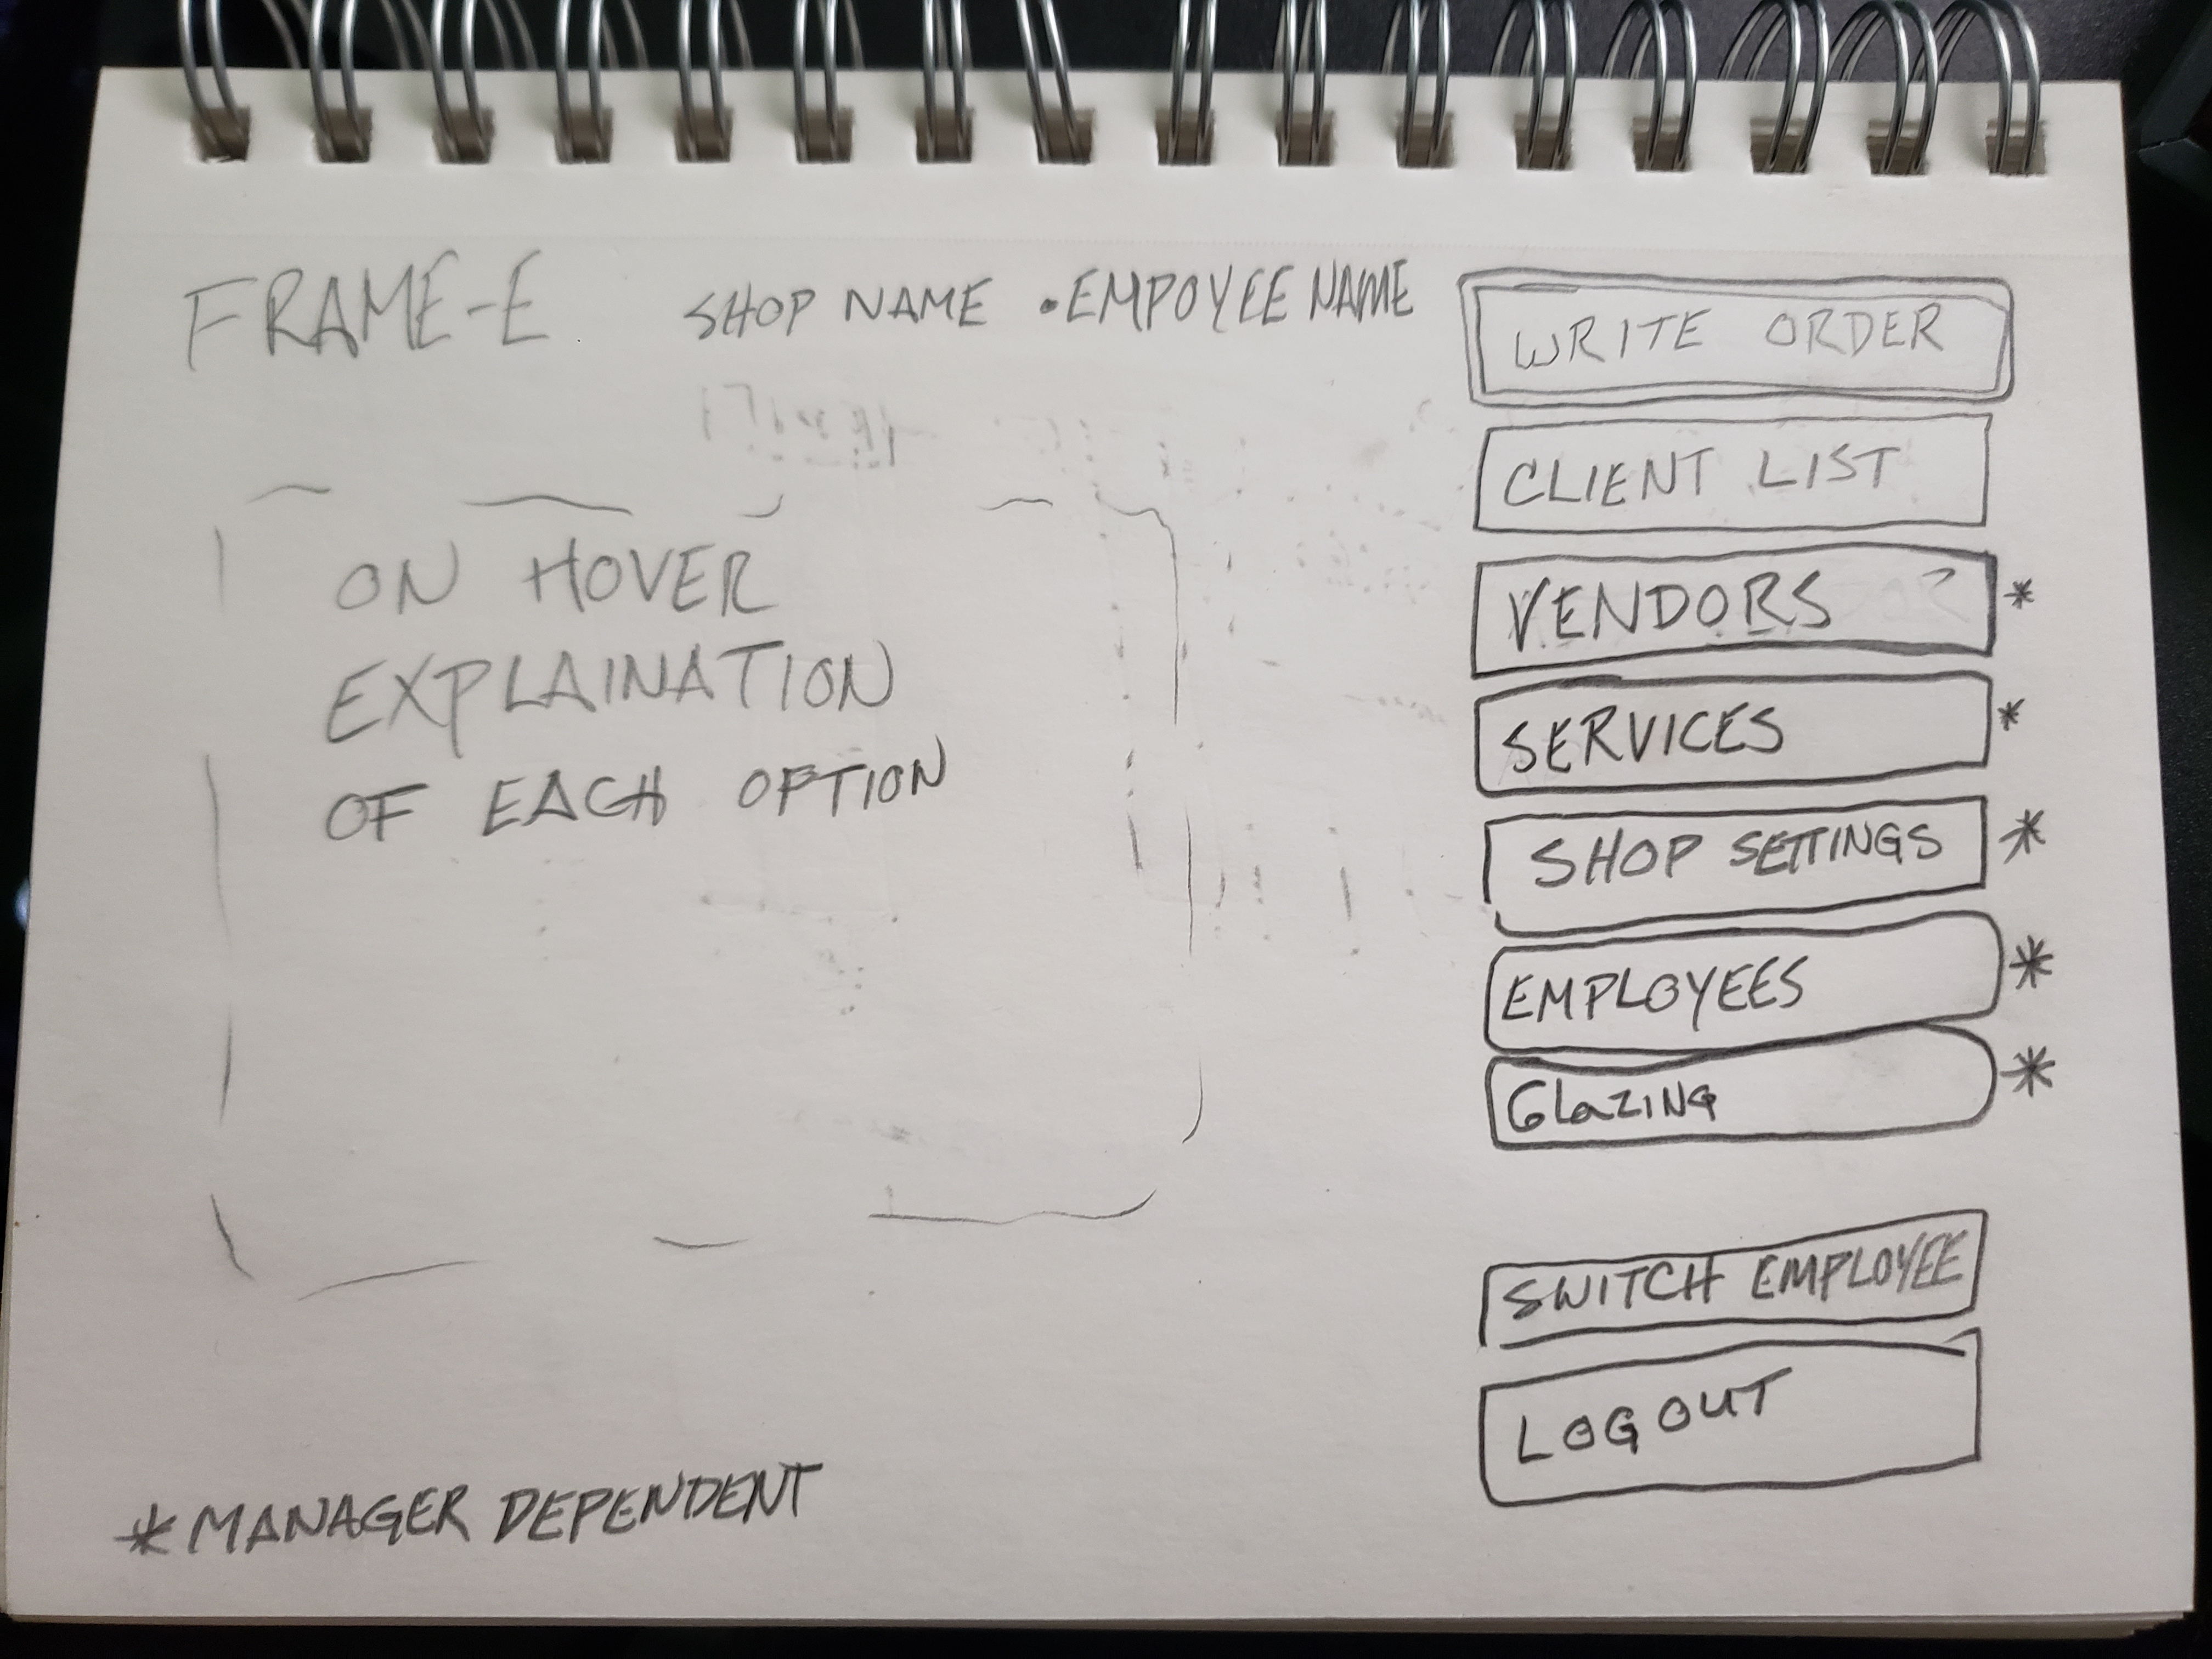 FRAME-E SHOP NAME • EMPOYEE NAME
WRITE ORDER
CLIENT LIST
ON HOVER
EXPLAINATION
OF EACH OPTION
VENDORS *
SERVICES *
SHOP SETTINGS *
EMPLOYEES *
GLaZING *
SWITCH EMPLOYEE
LOGOUT
*MANAGER DEPENDENT